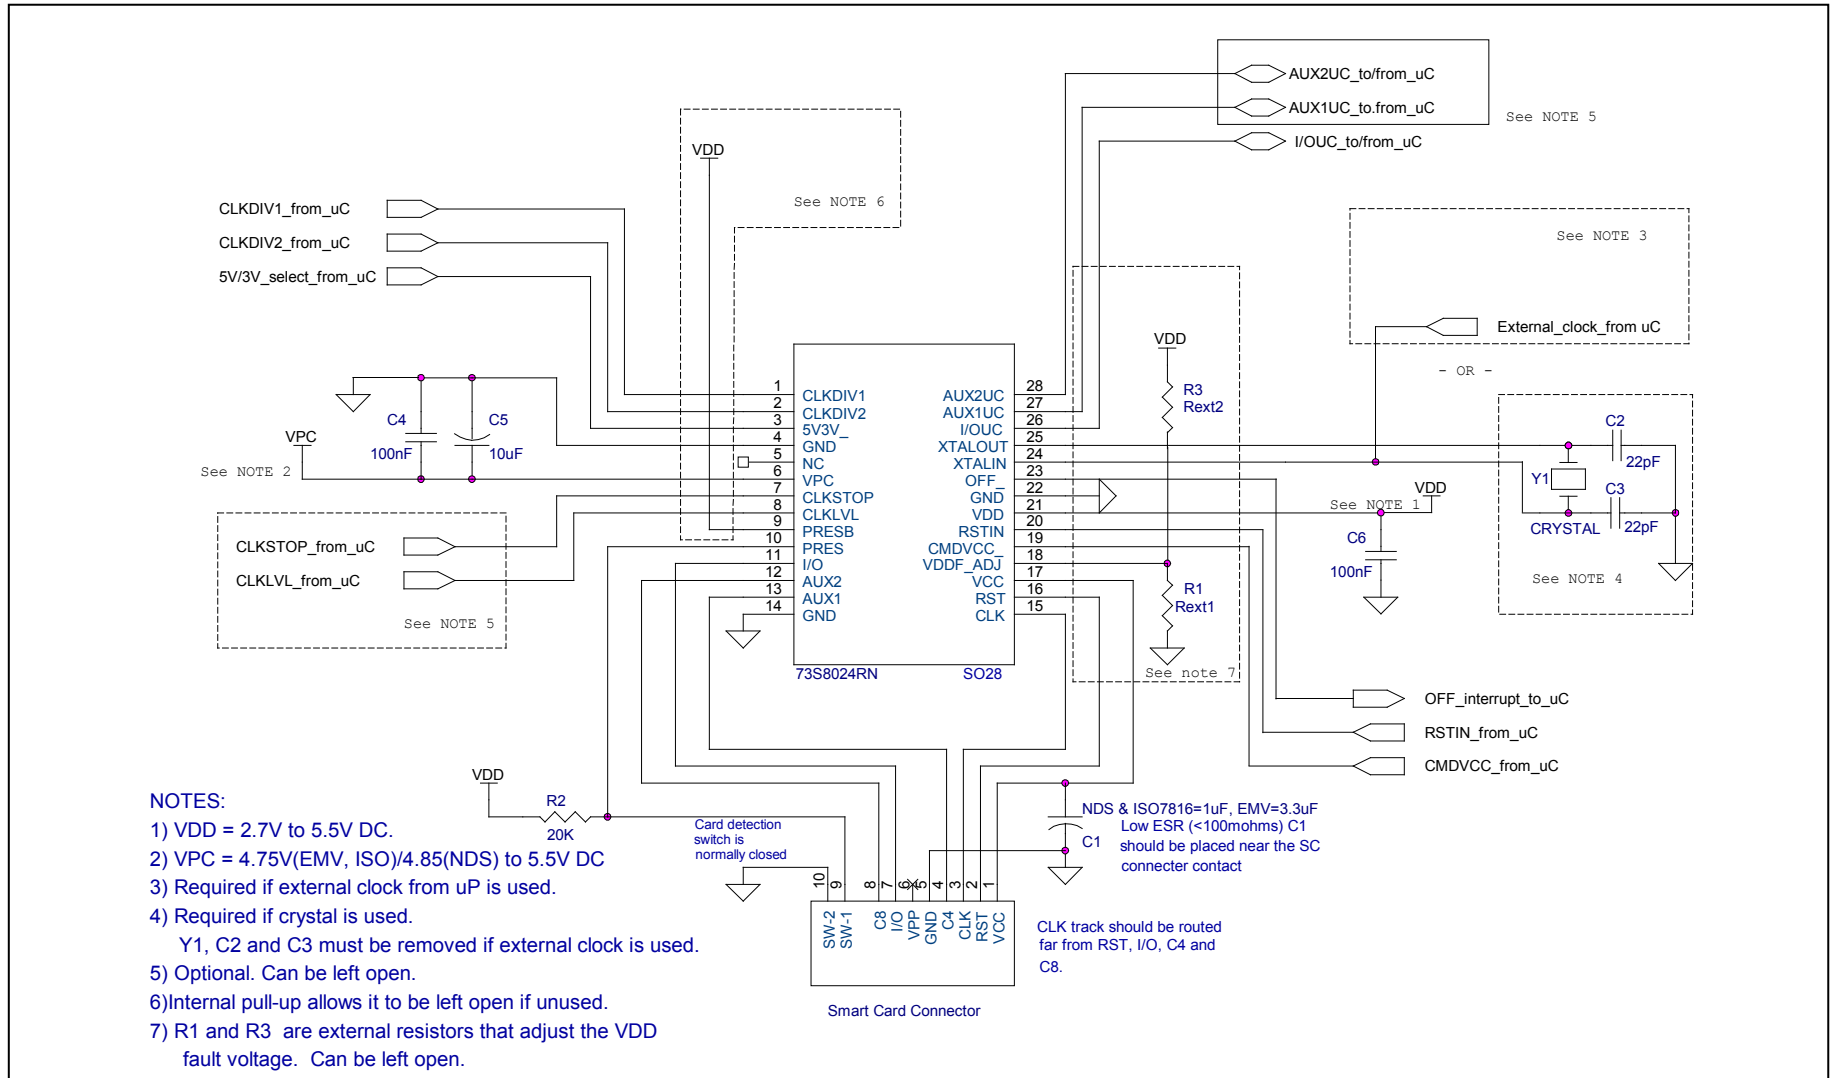 AUX2UC_to/from_uC
AUX1UC_to.from_uC
See NOTE 5
I/OUC_to/from_uC
VDD
See NOTE 6
CLKDIV1_from_uC
CLKDIV2_from_uC
5V/3V_select_from_uC
See NOTE 3
External_clock_from uC
- OR -
VDD
R3
Rext2
1
2
3
4
5
6
7
8
9
10
11
12
13
14
CLKDIV1
CLKDIV2
5V3V_
GND
NC
VPC
CLKSTOP
CLKLVL
PRESB
PRES
I/O
AUX2
AUX1
GND
AUX2UC
AUX1UC
I/OUC
XTALOUT
XTALIN
OFF_
GND
VDD
RSTIN
CMDVCC_
VDDF_ADJ
VCC
RST
CLK
28
27
26
25
24
23
22
21
20
19
18
17
16
15
73S8024RN
SO28
C4
100nF
C5
10uF
VPC
See NOTE 2
CLKSTOP_from_uC
CLKLVL_from_uC
See NOTE 5
R1
Rext1
See note 7
See NOTE 1
VDD
C6
100nF
C2
22pF
Y1
C3
22pF
CRYSTAL
See NOTE 4
OFF_interrupt_to_uC
RSTIN_from_uC
CMDVCC_from_uC
VDD
R2
20K
Card detection
switch is
normally closed
NDS & ISO7816=1uF, EMV=3.3uF
Low ESR (<100mohms) C1
should be placed near the SC
connecter contact
C1
10
9
8
7
6
5
4
3
2
1
SW-2
SW-1
C8
I/O
VPP
GND
C4
CLK
RST
VCC
Smart Card Connector
CLK track should be routed
far from RST, I/O, C4 and
C8.
NOTES:
1) VDD = 2.7V to 5.5V DC.
2) VPC = 4.75V(EMV, ISO)/4.85(NDS) to 5.5V DC
3) Required if external clock from uP is used.
4) Required if crystal is used.
Y1, C2 and C3 must be removed if external clock is used.
5) Optional. Can be left open.
6)Internal pull-up allows it to be left open if unused.
7) R1 and R3 are external resistors that adjust the VDD
fault voltage. Can be left open.